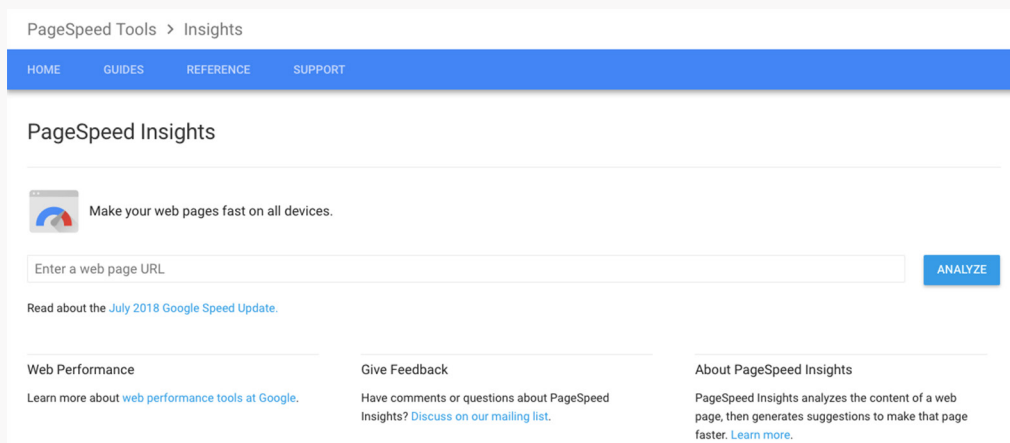 PageSpeed Tools > Insights
HOME GUIDES REFERENCE SUPPORT
PageSpeed Insights
Make your web pages fast on all devices.
Enter a web page URL
ANALYZE
Read about the July 2018 Google Speed Update.
Web Performance
Learn more about web performance tools at Google.
Give Feedback
Have comments or questions about PageSpeed
Insights? Discuss on our mailing list.
About PageSpeed Insights
PageSpeed Insights analyzes the content of a web
page, then generates suggestions to make that page
faster. Learn more.